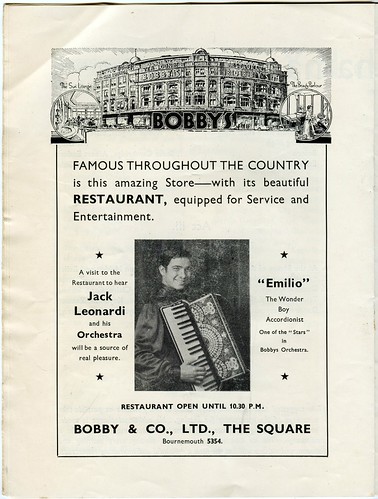 The Sun Lounge
BOBBYS
FAMOUS THROUGHOUT THE COUNTRY
is this amazing Store—with its beautiful
RESTAURANT, equipped for Service and
Entertainment.
A visit to the
Restaurant to hear
Jack
Leonardi
and his
Orchestra
will be a source of
real pleasure.
"Emilio"
The Wonder
Boy
Accordionist
One of the "Stars"
in
Bobbys Orchestra.
RESTAURANT OPEN UNTIL 10.30 P.M.
BOBBY & CO., LTD., THE SQUARE
Bournemouth 5354.